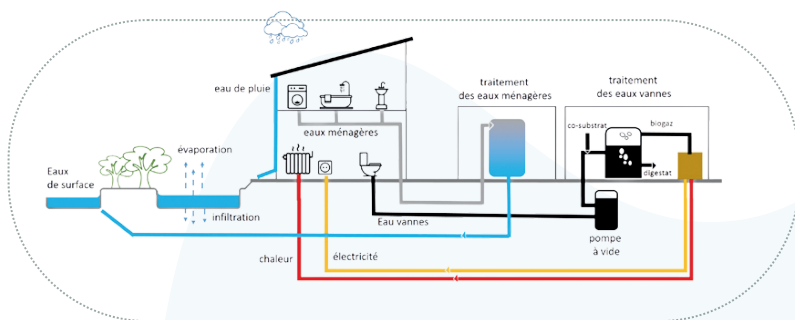 eau de pluie
traitement
des eaux ménagères
traitement
des eaux vannes
co-substrat
biogaz
eaux ménagères
évaporation
Eaux
de surface
digestat
infiltration
Eau vannes
pompe
à vide
chaleur
électricité